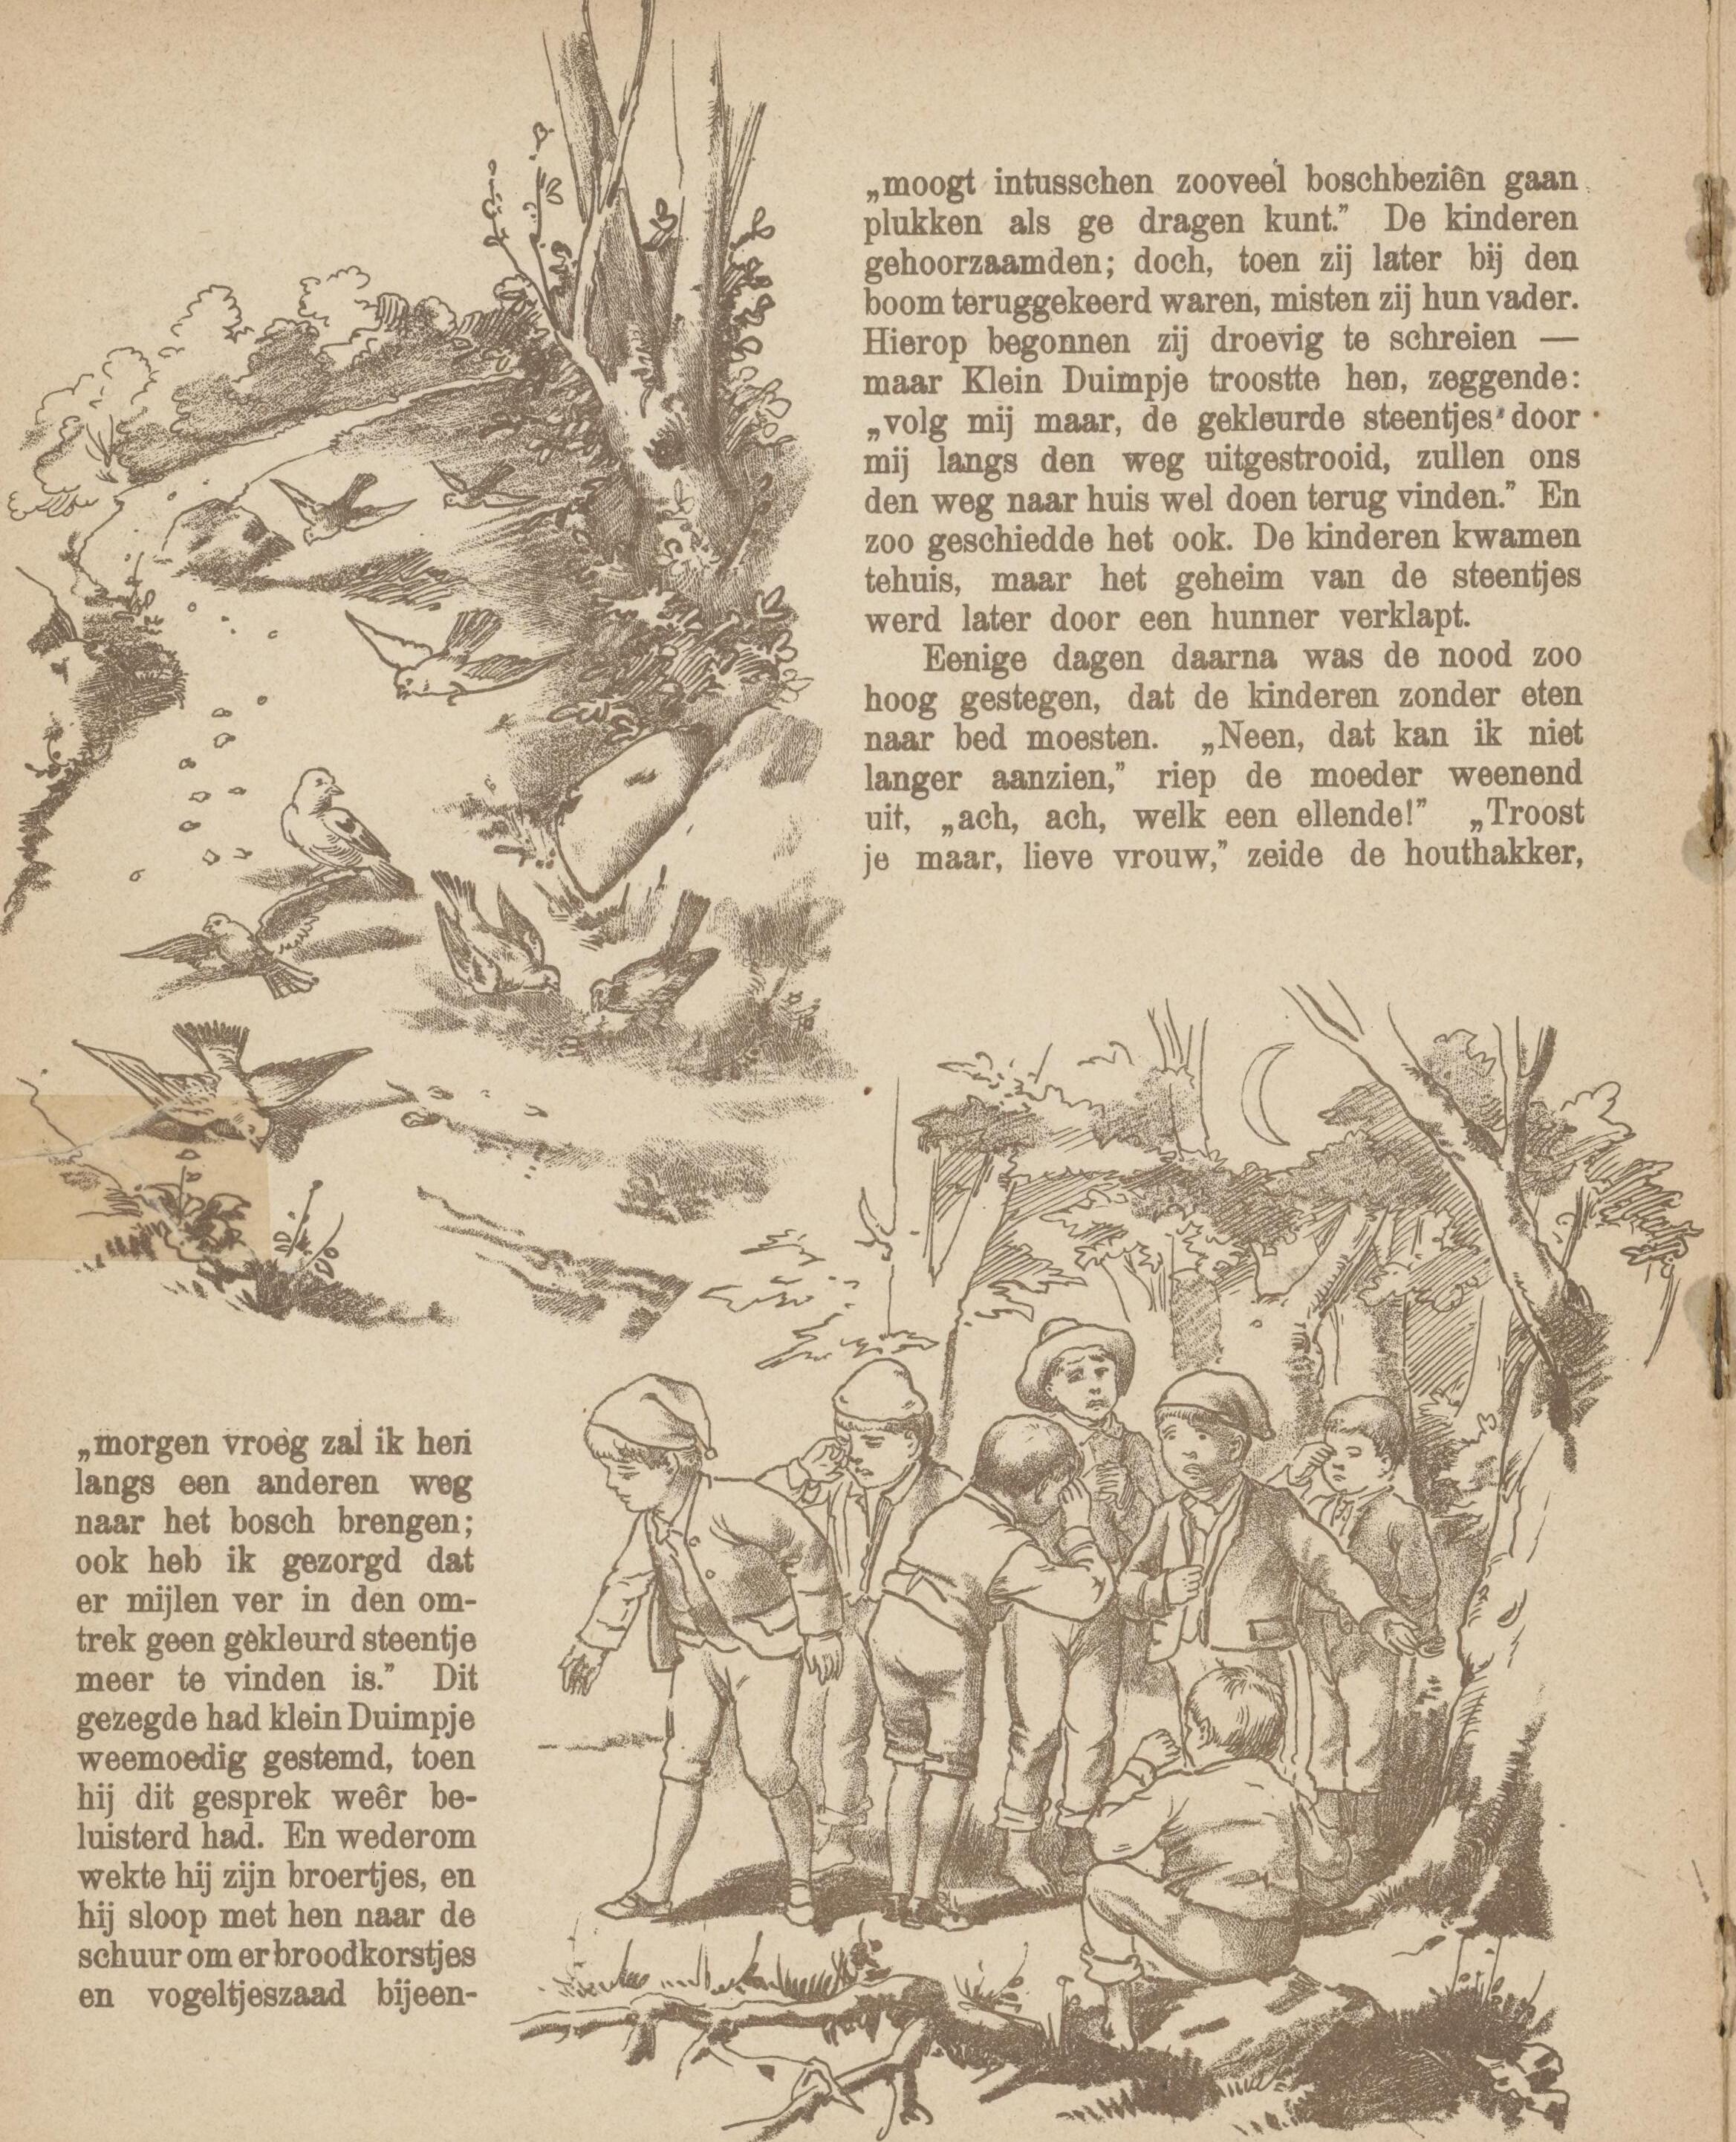 „moogt intusschen zooveel boschbeziën gaan
plukken als ge dragen kunt.” De kinderen
gehoorzaamden; doch, toen zij later bij den
boom teruggekeerd waren, misten zij hun vader.
Hierop begonnen zij droevig te schreien —
maar Klein Duimpje troostte hen, zeggende:
„volg mij maar, de gekleurde steentjes door
mij langs den weg uitgestrooid, zullen ons
den weg naar huis wel doen terug vinden.” En
zoo geschiedde het ook. De kinderen kwamen
tehuis, maar het geheim van de steentjes
werd later door een hunner verklapt.
Eenige dagen daarna was de nood zoo
hoog gestegen, dat de kinderen zonder eten
naar bed moesten. „Neen, dat kan ik niet
langer aanzien,” riep de moeder weenend
uit, „ach, ach, welk een ellende!” „Troost
je maar, lieve vrouw,” zeide de houthakker,
„morgen vroeg zal ik hen
langs een anderen weg
naar het bosch brengen;
ook heb ik gezorgd dat
er mijlen ver in den om-
trek geen gekleurd steentje
meer te vinden is.” Dit
gezegde had klein Duimpje
weemoedig gestemd, toen
hij dit gesprek weêr be-
luisterd had. En wederom
wekte hij zijn broertjes, en
hij sloop met hen naar de
schuur om er broodkorstjes
en vogeltjeszaad bijeen-